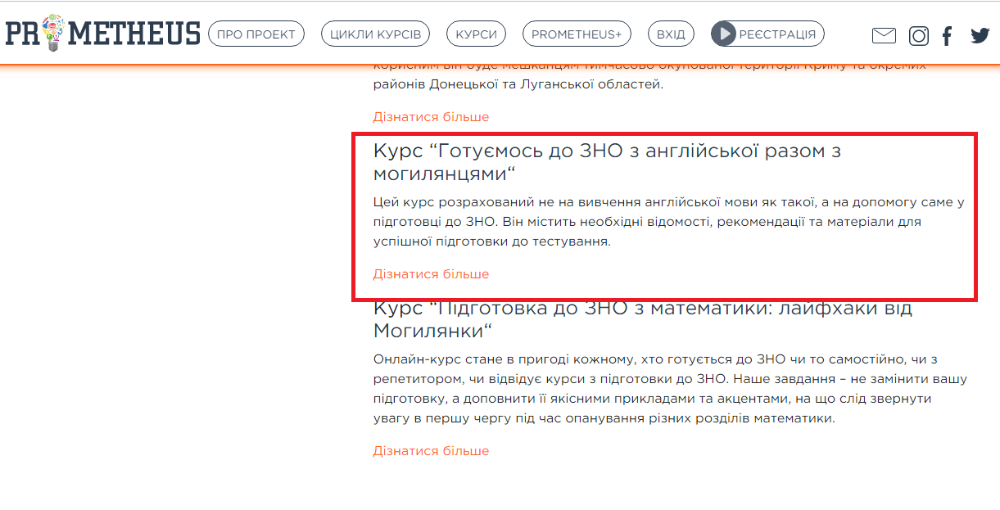 PROMETHEUS ПРО ПРОЕКТ ЦИКЛИ КУРСІВ КУРСИ PROMETHEUS+ ВХІД РЕЄСТРАЦІЯ
корисним він буде мешканцям тимчасово окупованої території Криму та окремих
районів Донецької та Луганської областей.
Дізнатися більше
Курс “Готуємось до ЗНО з англійської разом з
могилянцями“
Цей курс розрахований не на вивчення англійської мови як такої, а на допомогу саме у
підготовці до ЗНО. Він містить необхідні відомості, рекомендації та матеріали для
успішної підготовки до тестування.
Дізнатися більше
Курс “Підготовка до ЗНО з математики: лайфхаки від
Могилянки“
Онлайн-курс стане в пригоді кожному, хто готується до ЗНО чи то самостійно, чи з
репетитором, чи відвідує курси з підготовки до ЗНО. Наше завдання – не замінити вашу
підготовку, а доповнити її якісними прикладами та акцентами, на що слід звернути
увагу в першу чергу під час опанування різних розділів математики.
Дізнатися більше